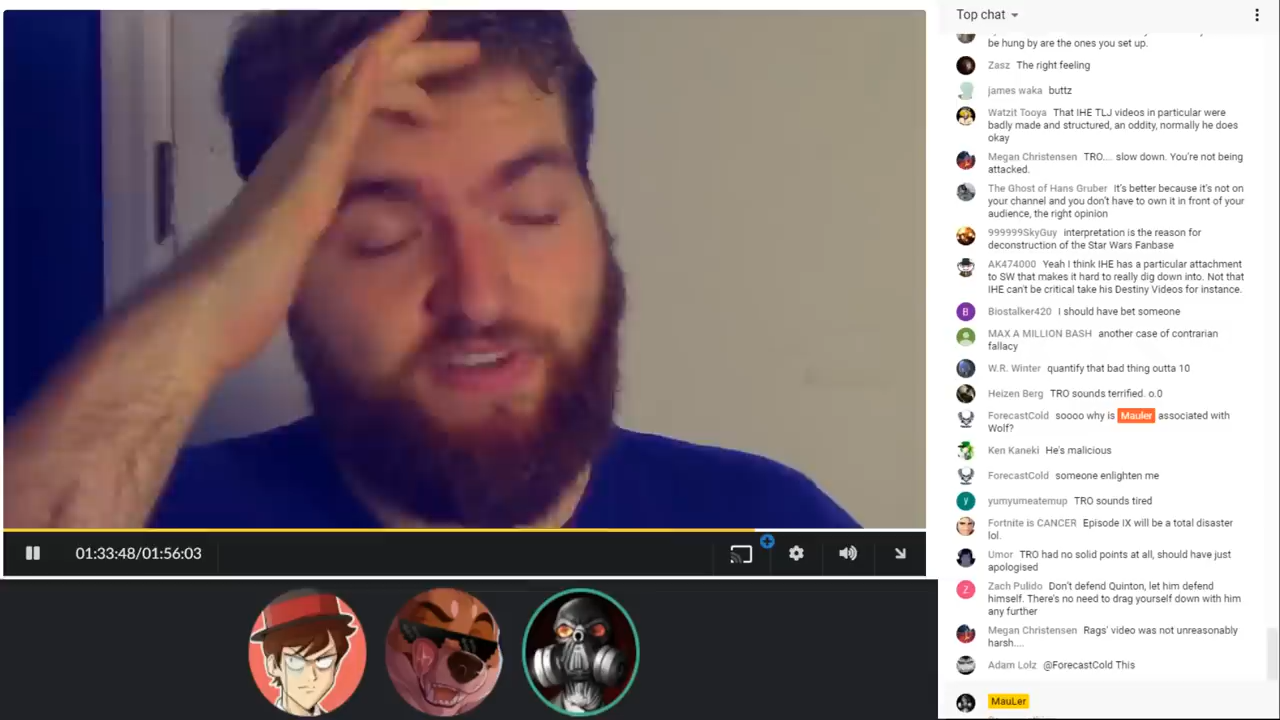 Top chat
be hung by are the ones you set up.
Zasz The right feeling
james waka buttz
Watzit Tooya That IHE TLJ videos in particular were
badly made and structured, an oddity, normally he does
okay
Megan Christensen TRO.... slow down. You're not being
attacked.
The Ghost of Hans Gruber It's better because it's not on
your channel and you don't have to own it in front of your
audience, the right opinion
999999SkyGuy interpretation is the reason for
deconstruction of the Star Wars Fanbase
AK474000 Yeah I think IHE has a particular attachment
to SW that makes it hard to really dig down into. Not that
IHE can't be critical take his Destiny Videos for instance.
B
Biostalker420 I should have bet someone
MAX A MILLION BASH another case of contrarian
fallacy
W.R. Winter quantify that bad thing outta 10
Heizen Berg TRO sounds terrified. o.0
ForecastCold soooo why is Mauler associated with
Wolf?
Ken Kaneki He's malicious
ForecastCold someone enlighten me
y
yumyumeatemup TRO sounds tired
Fortnite is CANCER Episode IX will be a total disaster
lol.
Umor TRO had no solid points at all, should have just
apologised
Z
Zach Pulido Don't defend Quinton, let him defend
himself. There's no need to drag yourself down with him
any further
Megan Christensen Rags' video was not unreasonably
harsh....
Adam Lolz @ForecastCold This
MauLer
01:33:48/01:56:03